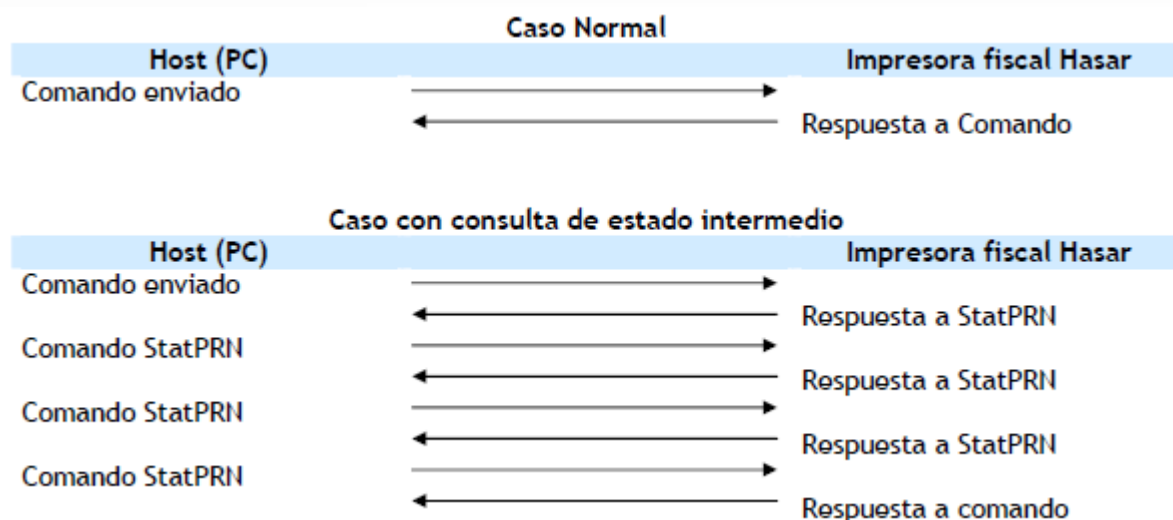 Caso Normal
Host (PC) Impresora fiscal Hasar
Comando enviado
Respuesta a Comando
Caso con consulta de estado intermedio
Host (PC) Impresora fiscal Hasar
Comando enviado
Respuesta a StatPRN
Comando StatPRN
Respuesta a StatPRN
Comando StatPRN
Respuesta a StatPRN
Comando StatPRN
Respuesta a comando